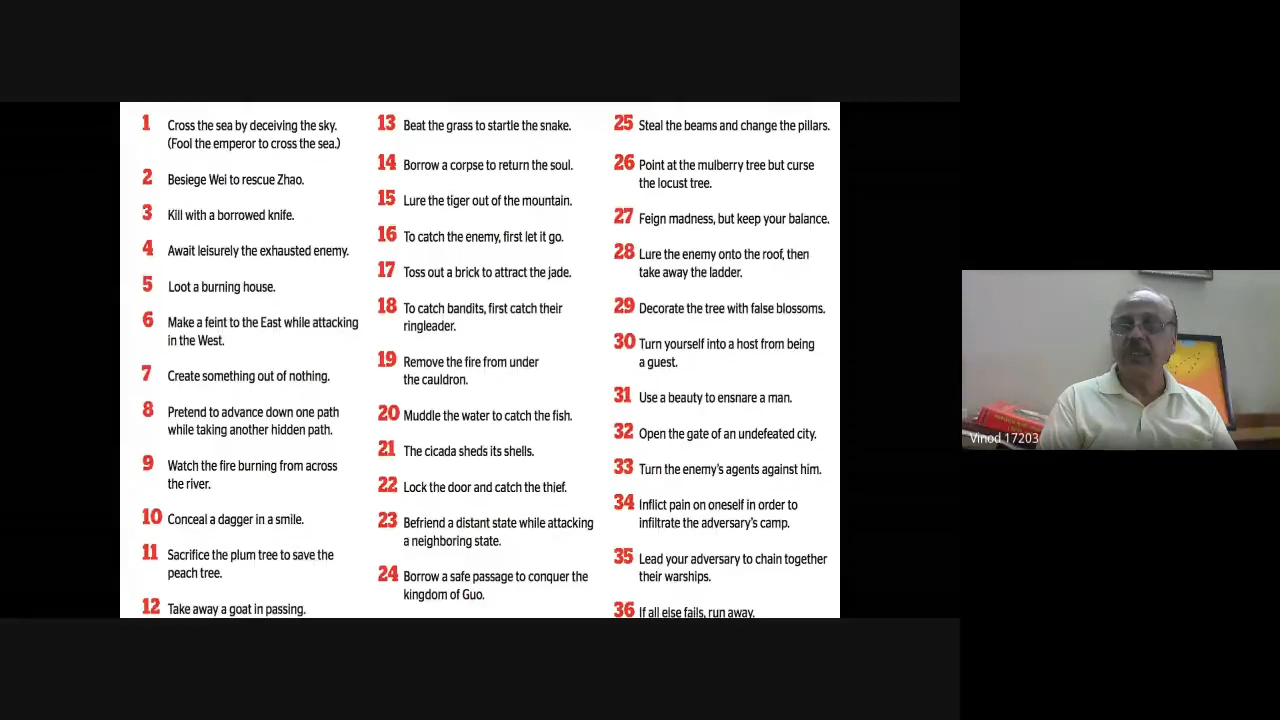 1 Cross the sea by deceiving the sky.
(Fool the emperor to cross the sea.)
2 Besiege Wei to rescue Zhao.
3 Kill with a borrowed knife.
4 Await leisurely the exhausted enemy.
5 Loot a burning house.
6 Make a feint to the East while attacking
in the West.
7 Create something out of nothing.
8 Pretend to advance down one path
while taking another hidden path.
9 Watch the fire burning from across
the river.
10 Conceal a dagger in a smile.
11 Sacrifice the plum tree to save the
peach tree.
12 Take away a goat in passing.
13 Beat the grass to startle the snake.
14 Borrow a corpse to return the soul.
15 Lure the tiger out of the mountain.
16 To catch the enemy, first let it go.
17 Toss out a brick to attract the jade.
18 To catch bandits, first catch their
ringleader.
19 Remove the fire from under
the cauldron.
20 Muddle the water to catch the fish.
21 The cicada sheds its shells.
22 Lock the door and catch the thief.
23 Befriend a distant state while attacking
a neighboring state.
24 Borrow a safe passage to conquer the
kingdom of Guo.
25 Steal the beams and change the pillars.
26 Point at the mulberry tree but curse
the locust tree.
27 Feign madness, but keep your balance.
28 Lure the enemy onto the roof, then
take away the ladder.
29 Decorate the tree with false blossoms.
30 Turn yourself into a host from being
a guest.
31 Use a beauty to ensnare a man.
32 Open the gate of an undefeated city.
33 Turn the enemy's agents against him.
34 Inflict pain on oneself in order to
infiltrate the adversary's camp.
35 Lead your adversary to chain together
their warships.
36 If all else fails, run away.
Vinod 17203